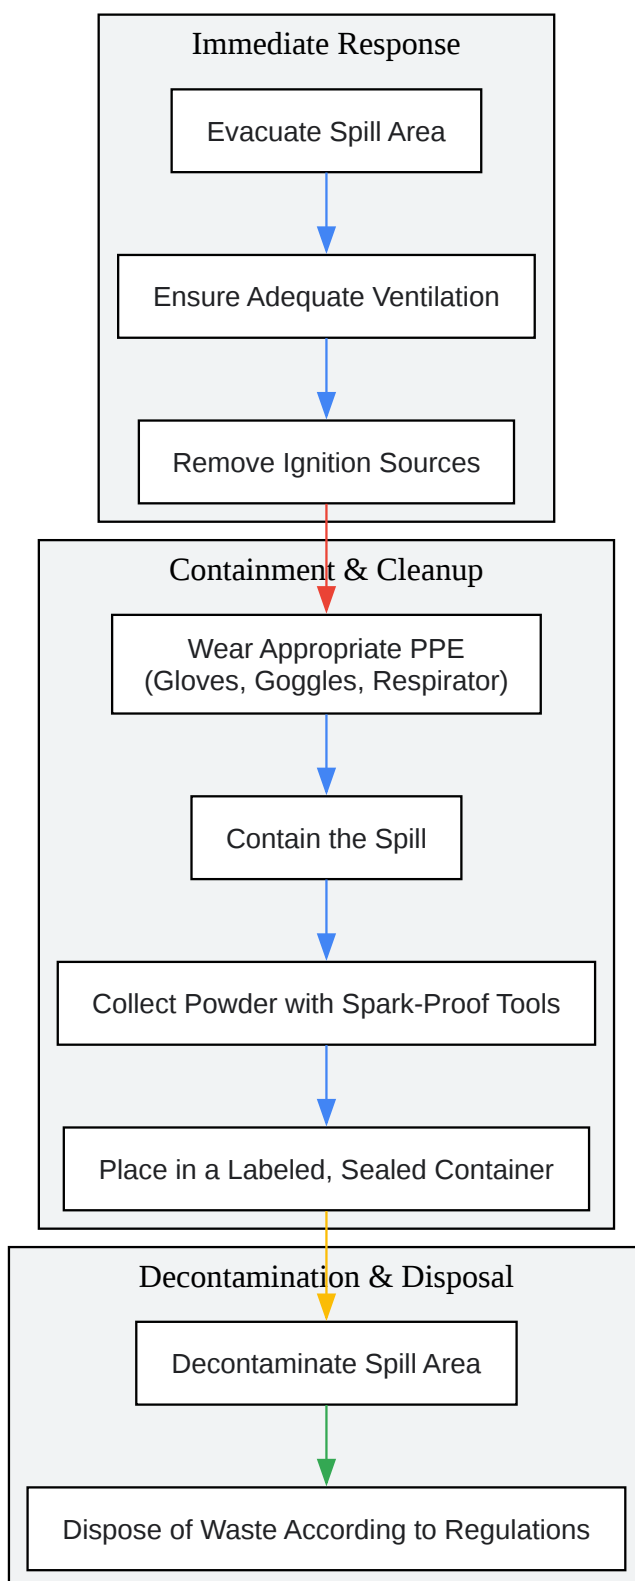 Immediate Response
Evacuate Spill Area
Ensure Adequate Ventilation
Remove Ignition Sources
Containment & Cleanup
Wear Appropriate PPE
(Gloves, Goggles, Respirator)
Contain the Spill
Collect Powder with Spark-Proof Tools
Place in a Labeled, Sealed Container
Decontamination & Disposal
Decontaminate Spill Area
Dispose of Waste According to Regulations